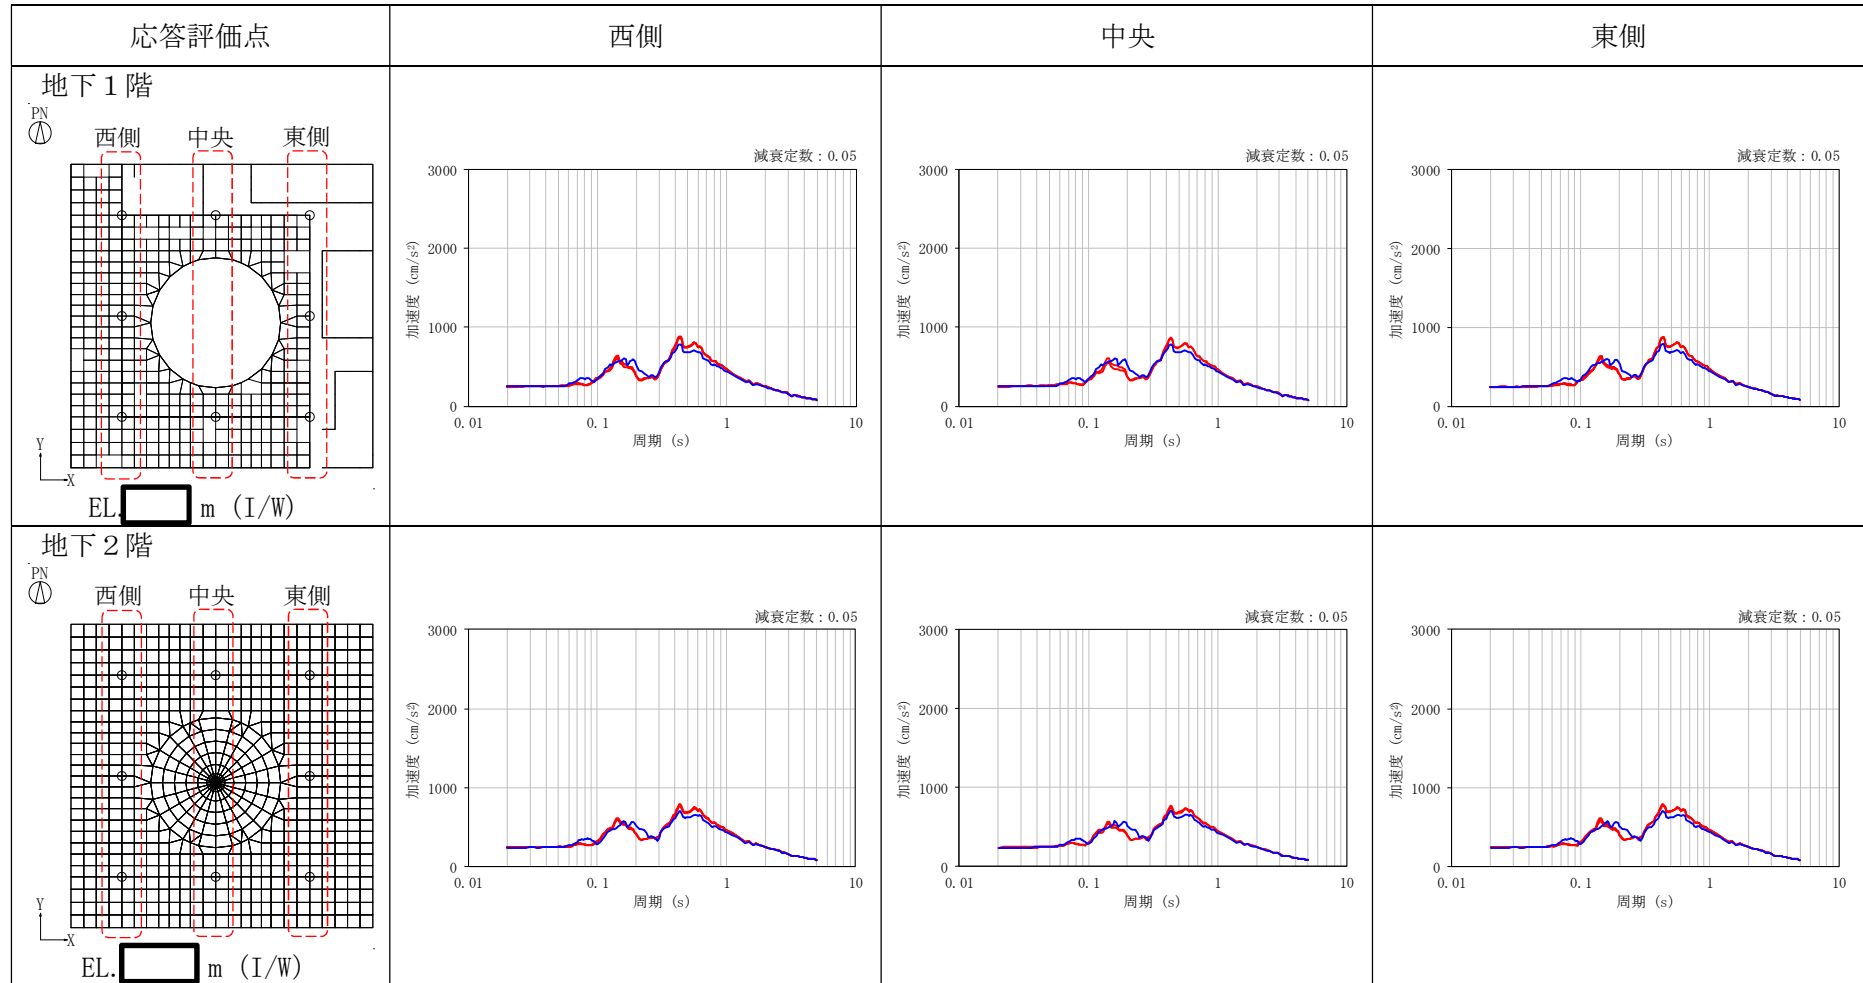 応答評価点
西側
中央
東側
地下１階
PN
西側 中央 東側
Y
X
EL. m (I/W)
減衰定数：0.05
3000
2000
1000
0
加速度 (cm/s²)
0.01 0.1 1 10
周期 (s)
減衰定数：0.05
3000
2000
1000
0
加速度 (cm/s²)
0.01 0.1 1 10
周期 (s)
減衰定数：0.05
3000
2000
1000
0
加速度 (cm/s²)
0.01 0.1 1 10
周期 (s)
地下２階
PN
西側 中央 東側
Y
X
EL. m (I/W)
減衰定数：0.05
3000
2000
1000
0
加速度 (cm/s²)
0.01 0.1 1 10
周期 (s)
減衰定数：0.05
3000
2000
1000
0
加速度 (cm/s²)
0.01 0.1 1 10
周期 (s)
減衰定数：0.05
3000
2000
1000
0
加速度 (cm/s²)
0.01 0.1 1 10
周期 (s)